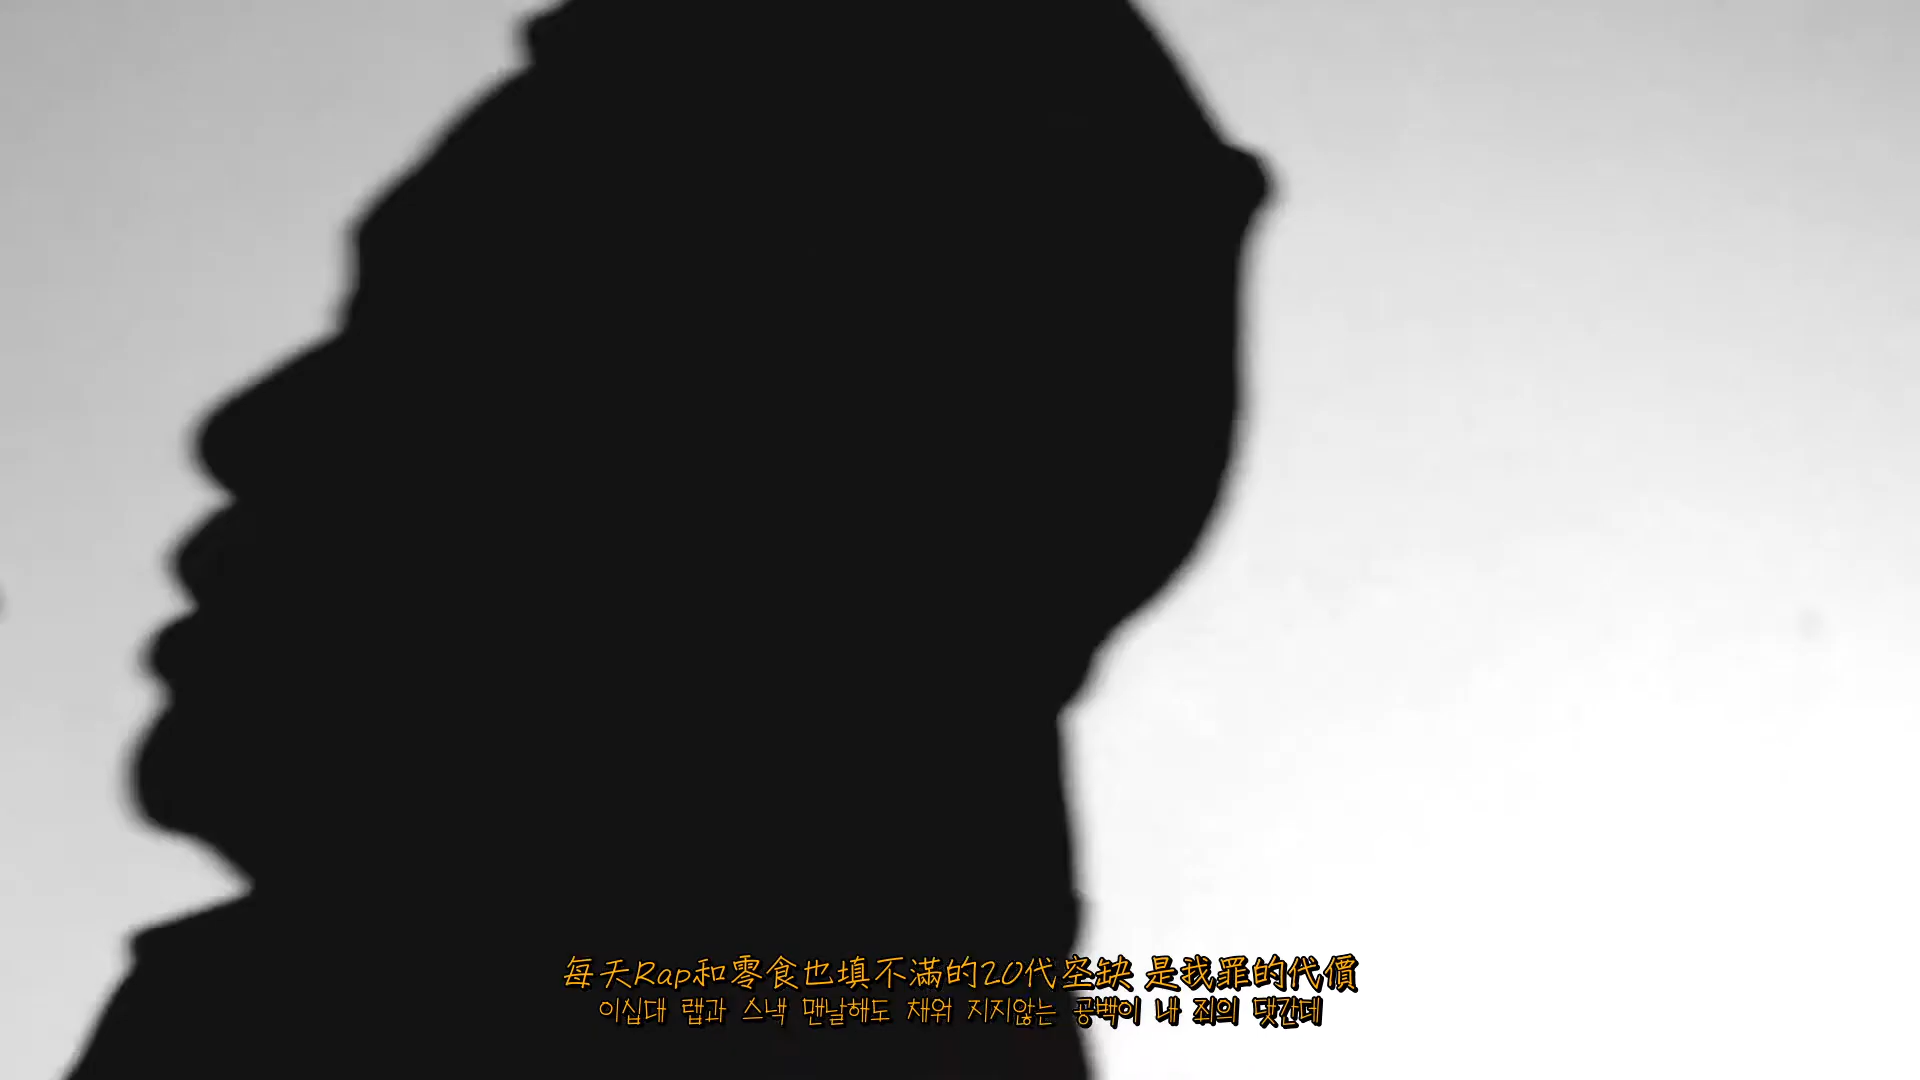 每天Rap和零食也填不滿的20代空缺 是我罪的代價
이십대 랩과 스낵 맨날해도 채워 지지않는 공백이 내 죄의 댓간데